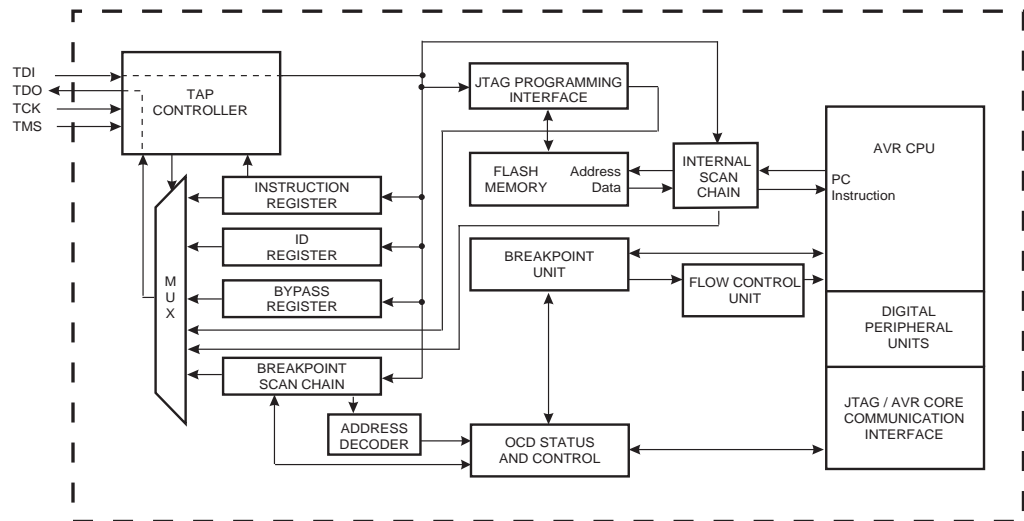 TDI
TDO
TCK
TMS
TAP
CONTROLLER
JTAG PROGRAMMING
INTERFACE
FLASH
MEMORY
Address
Data
INTERNAL
SCAN
CHAIN
AVR CPU
PC
Instruction
INSTRUCTION
REGISTER
ID
REGISTER
BYPASS
REGISTER
M
U
X
BREAKPOINT
UNIT
FLOW CONTROL
UNIT
DIGITAL
PERIPHERAL
UNITS
BREAKPOINT
SCAN CHAIN
ADDRESS
DECODER
OCD STATUS
AND CONTROL
JTAG / AVR CORE
COMMUNICATION
INTERFACE